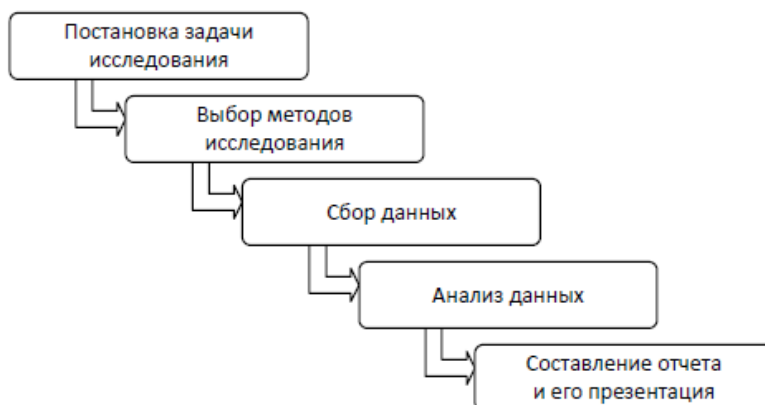 Постановка задачи
исследования
Выбор методов
исследования
Сбор данных
Анализ данных
Составление отчета
и его презентация